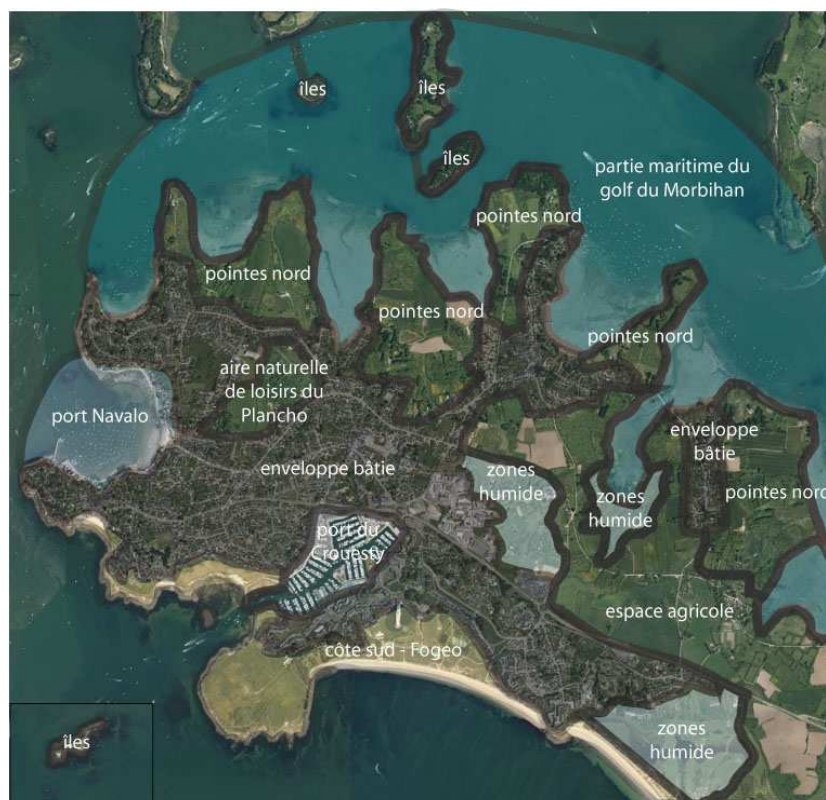 îles
îles
îles
partie maritime du
golf du Morbihan
pointes nord
pointes nord
pointes nord
pointes nord
aire naturelle
de loisirs du
Plancho
port Navalo
enveloppe bâtie
enveloppe
bâtie
zones
humide
zones
humide
pointes nord
port du
Crouesty
espace agricole
côte sud - Fogeo
îles
zones
humide